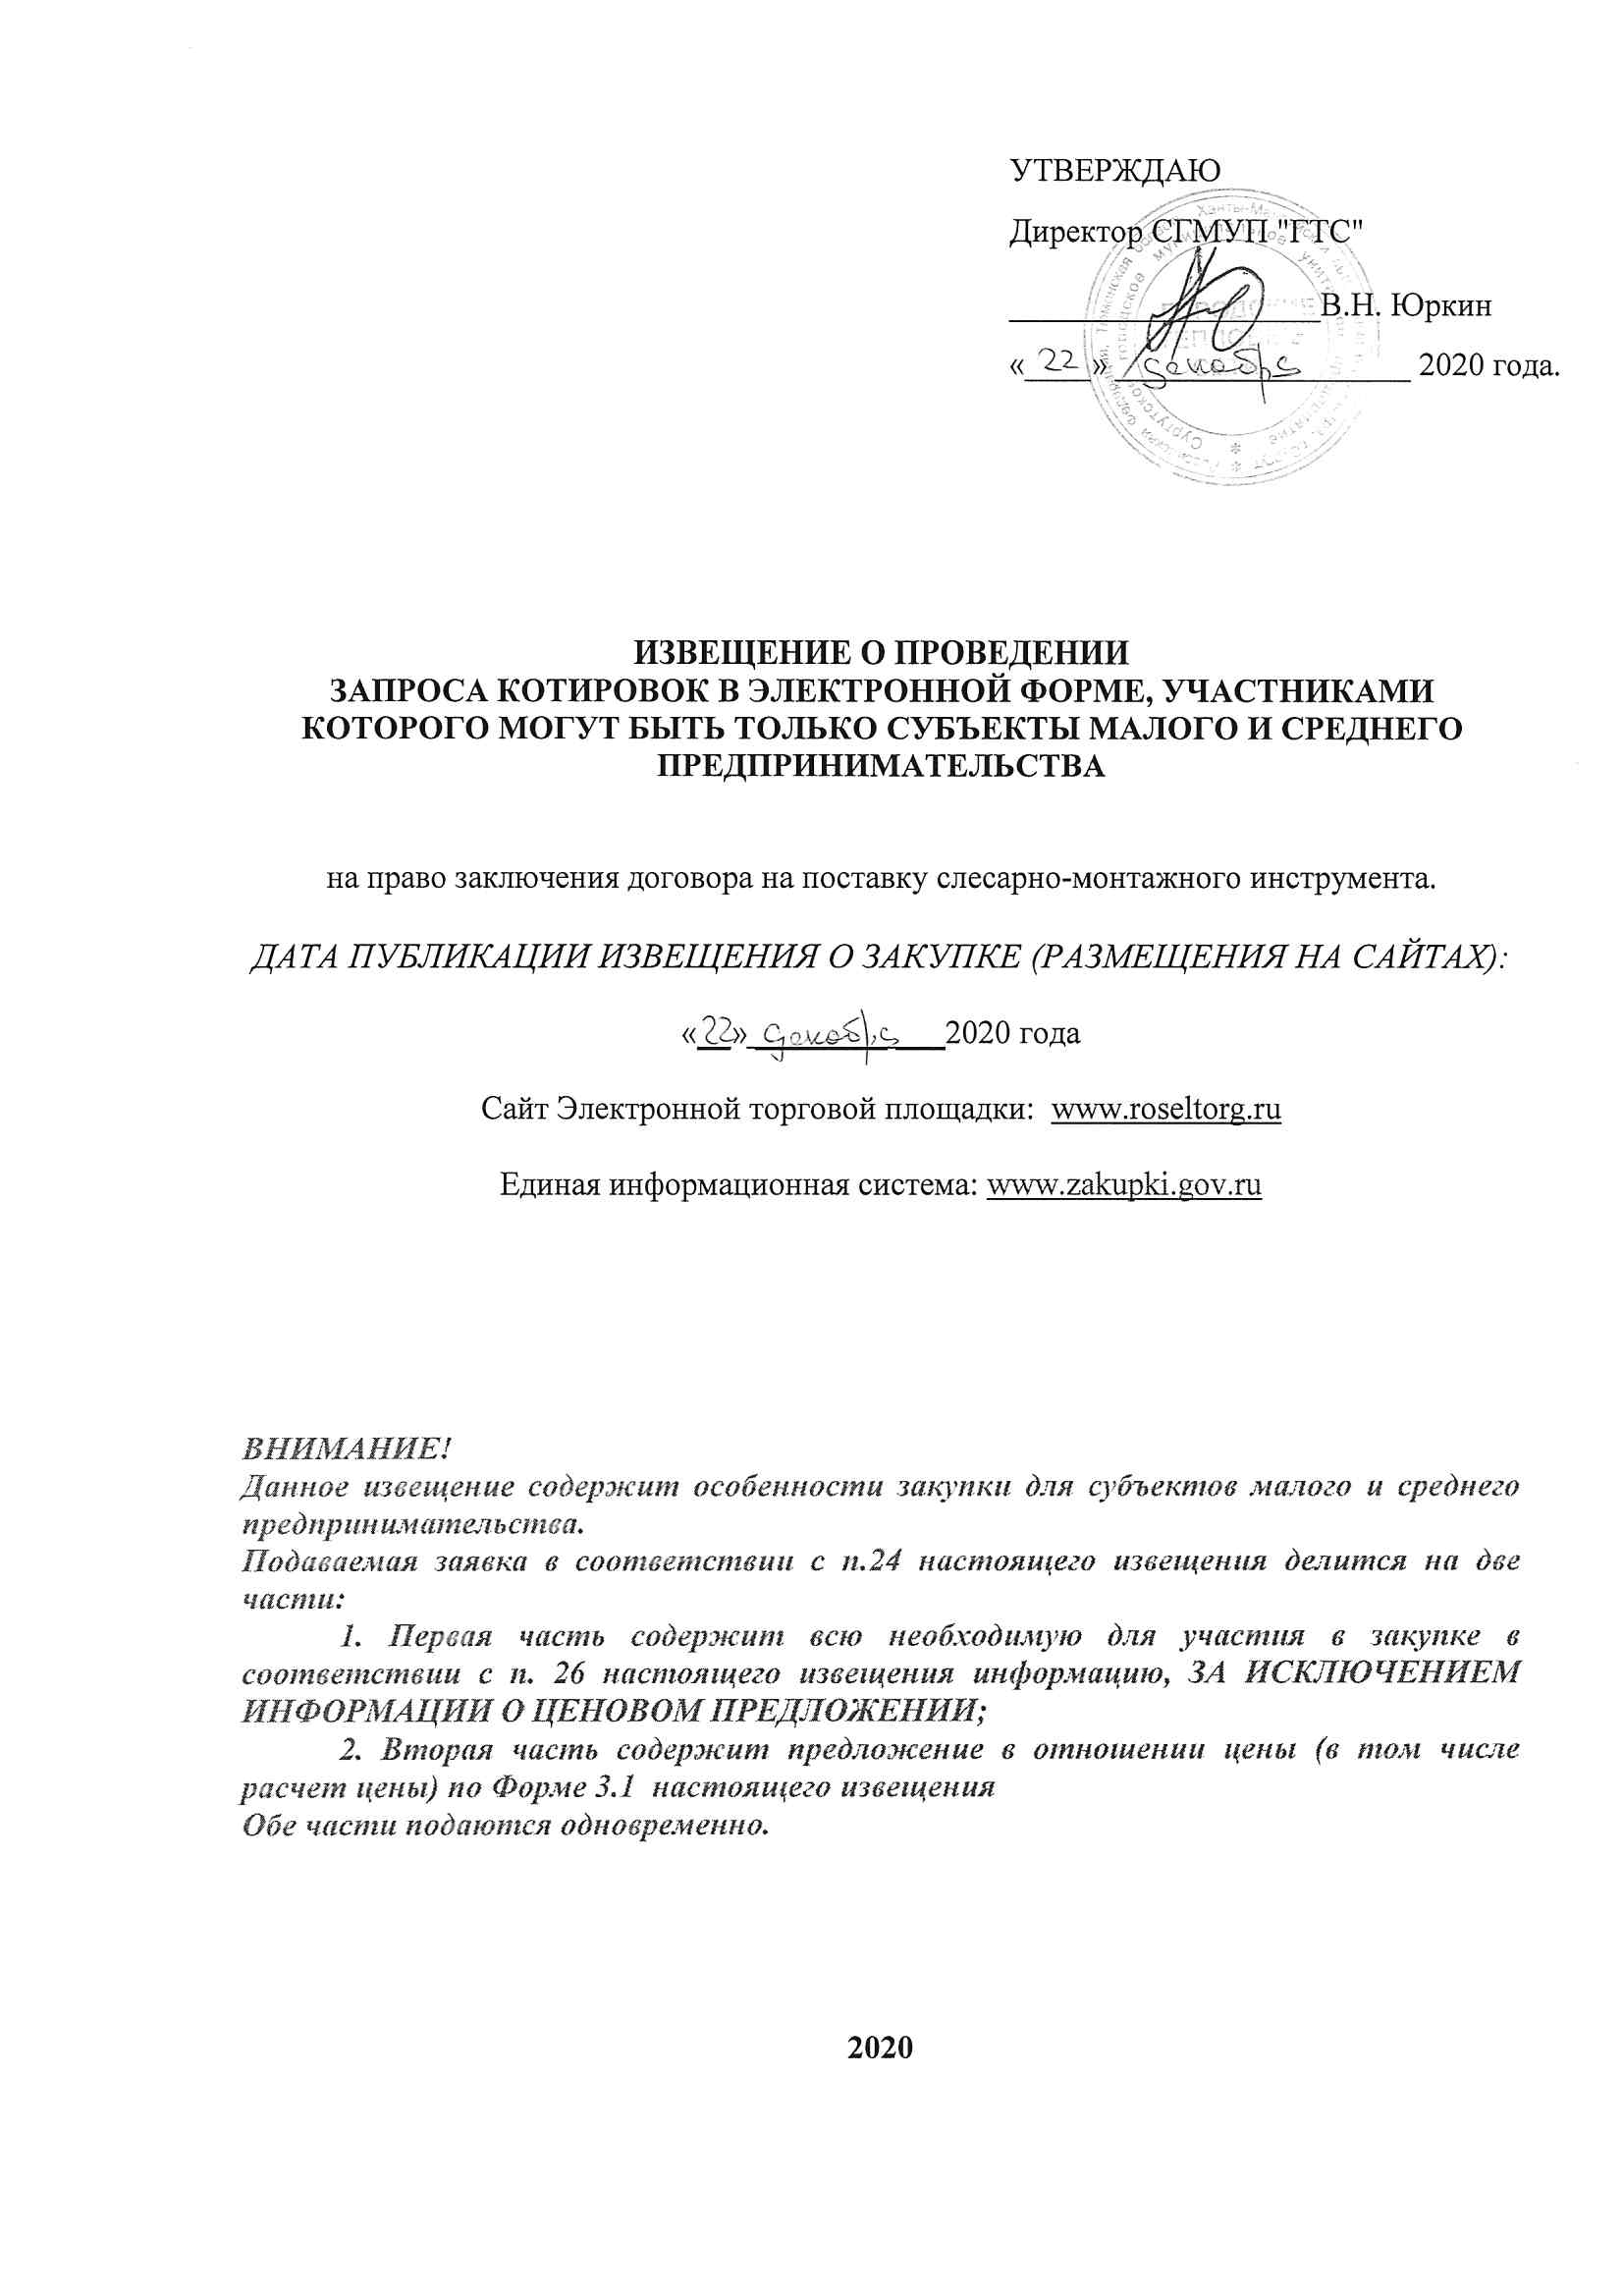 УТВЕРЖДАЮ
Директор СГМУП "ГТС"
В.Н. Юркин
«22» декабря 2020 года.
ИЗВЕЩЕНИЕ О ПРОВЕДЕНИИ
ЗАПРОСА КОТИРОВОК В ЭЛЕКТРОННОЙ ФОРМЕ, УЧАСТНИКАМИ
КОТОРОГО МОГУТ БЫТЬ ТОЛЬКО СУБЪЕКТЫ МАЛОГО И СРЕДНЕГО
ПРЕДПРИНИМАТЕЛЬСТВА
на право заключения договора на поставку слесарно-монтажного инструмента.
ДАТА ПУБЛИКАЦИИ ИЗВЕЩЕНИЯ О ЗАКУПКЕ (РАЗМЕЩЕНИЯ НА САЙТАХ):
«22» декабря 2020 года
Сайт Электронной торговой площадки: www.roseltorg.ru
Единая информационная система: www.zakupki.gov.ru
ВНИМАНИЕ!
Данное извещение содержит особенности закупки для субъектов малого и среднего
предпринимательства.
Подаваемая заявка в соответствии с п.24 настоящего извещения делится на две
части:
1. Первая часть содержит всю необходимую для участия в закупке в
соответствии с п. 26 настоящего извещения информацию, ЗА ИСКЛЮЧЕНИЕМ
ИНФОРМАЦИИ О ЦЕНОВОМ ПРЕДЛОЖЕНИИ;
2. Вторая часть содержит предложение в отношении цены (в том числе
расчет цены) по Форме 3.1 настоящего извещения
Обе части подаются одновременно.
2020